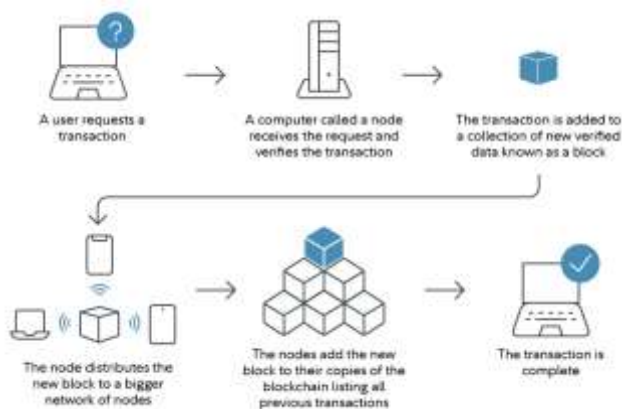 ?
A user requests a
transaction
A computer called a node
receives the request and
verifies the transaction
The transaction is added to
a collection of new verified
data known as a block
The node distributes the
new block to a bigger
network of nodes
The nodes add the new
block to their copies of the
blockchain listing all
previous transactions
The transaction is
complete